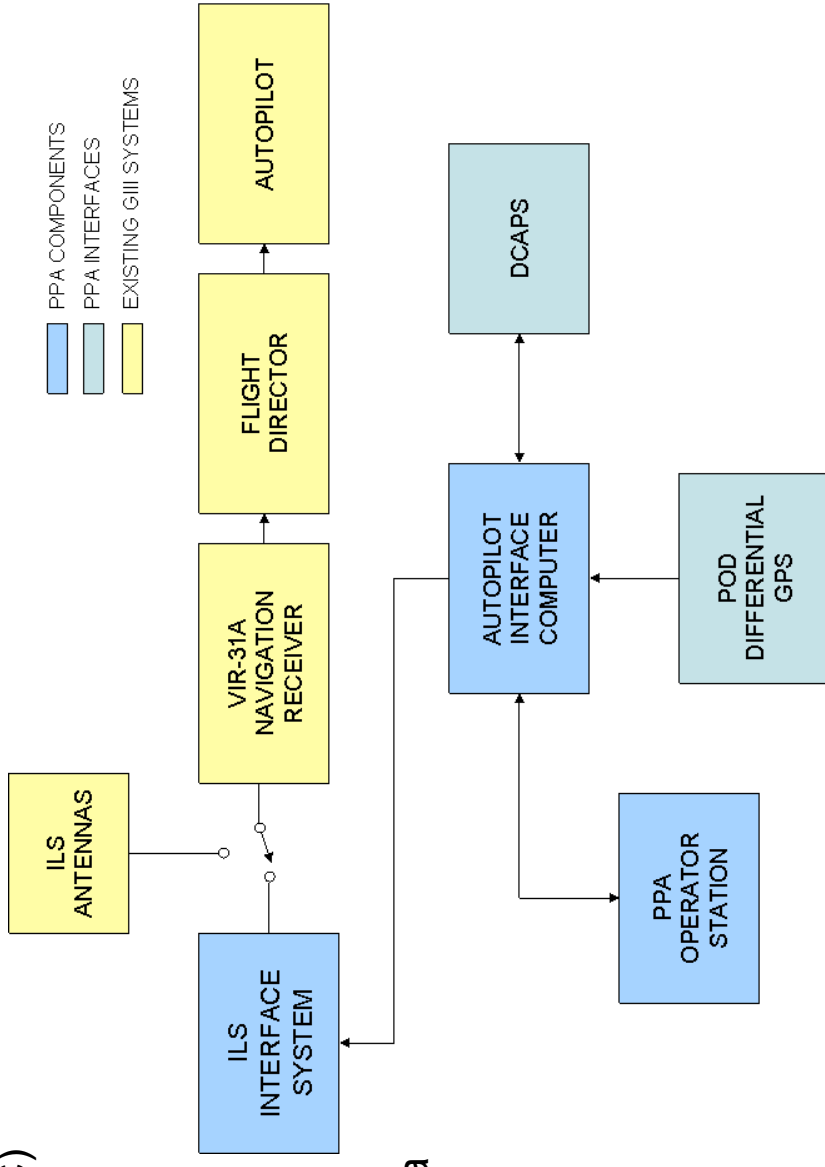 PPA COMPONENTS
PPA INTERFACES
EXISTING GIII SYSTEMS
ILS
ANTENNAS
ILS
INTERFACE
SYSTEM
VIR-31A
NAVIGATION
RECEIVER
FLIGHT
DIRECTOR
AUTOPILOT
AUTOPILOT
INTERFACE
COMPUTER
DCAPS
PPA
OPERATOR
STATION
POD
DIFFERENTIAL
GPS